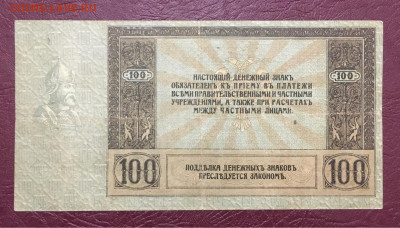 100
100
НАСТОЯЩІЙ ДЕНЕЖНЫЙ ЗНАКЪ
ОБЯЗАТЕЛЕНЪ КЪ ПРІЕМУ ВЪ ПЛАТЕЖИ
ВСѢМИ ПРАВИТЕЛЬСТВЕННЫМИ И ЧАСТНЫМИ
УЧРЕЖДЕНІЯМИ, А ТАКЖЕ ПРИ РАСЧЕТАХЪ
МЕЖДУ ЧАСТНЫМИ ЛИЦАМИ.
100
ПОДДѢЛКА ДЕНЕЖНЫХЪ ЗНАКОВЪ
ПРЕСЛѢДУЕТСЯ ЗАКОНОМЪ.
100